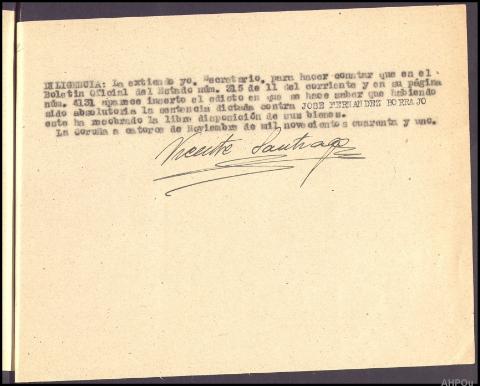 DILIGENCIA: La extiendo yo, Secretario, para hacer constar que en el
Boletin Oficial del Estado núm. 315 de 11 del corriente y en su página
núm. 4131 aparece inserto el edicto en que se hace saber que habiendo
sido absolutoria la sentencia dictada contra JOSE FERNANDEZ BORRAJO
este ha recobrado la libre disposición de sus bienes.
La Coruña a catorce de Noviembre de mil novecientos cuarenta y uno.
Vicente Santiago
AHPOu